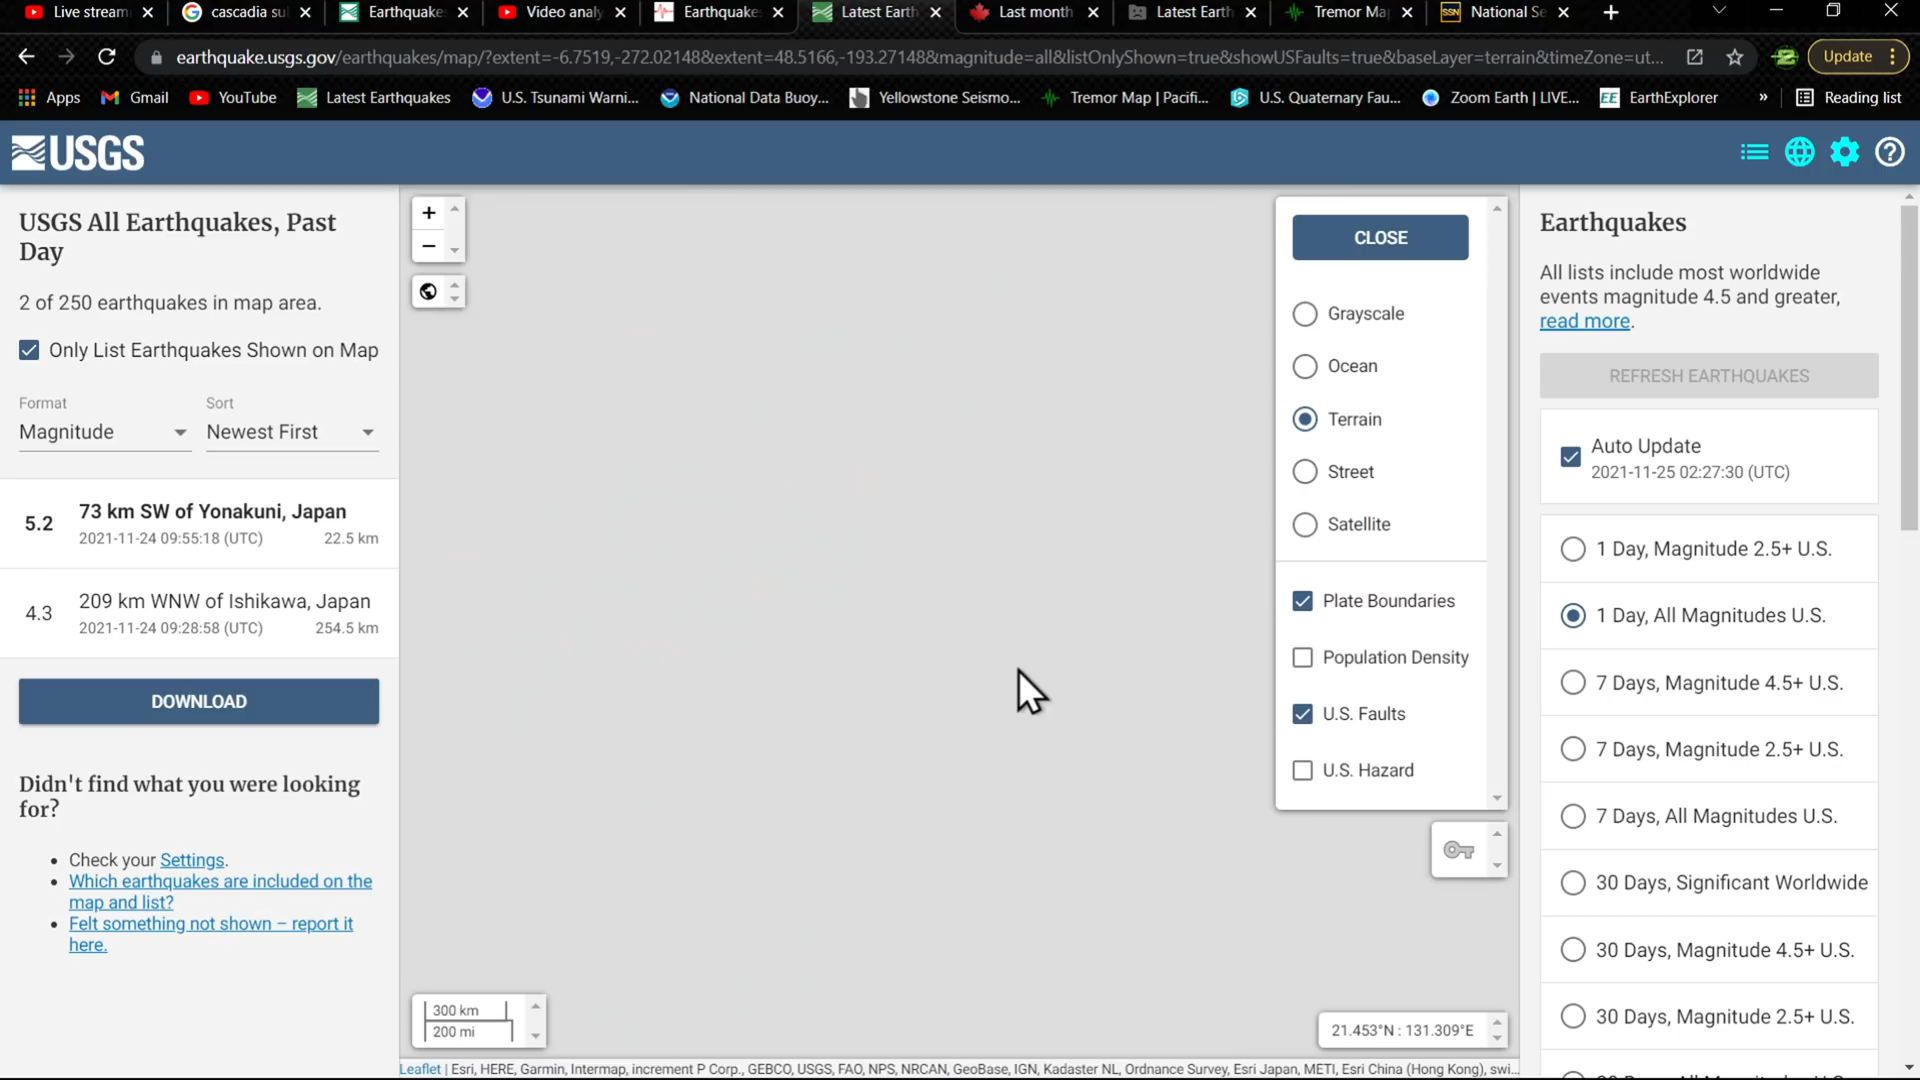 Live stream
cascadia su
Earthquake
Video analy
Earthquake
Latest Earth
Last month
Latest Earth
Tremor Ma
National Se
earthquake.usgs.gov/earthquakes/map/?extent=-6.7519,-272.02148&extent=48.5166,-193.27148&magnitude=all&listOnlyShown=true&showUSFaults=true&baseLayer=terrain&timeZone=ut...
Update
Apps
Gmail
YouTube
Latest Earthquakes
U.S. Tsunami Warni...
National Data Buoy...
Yellowstone Seismo...
Tremor Map | Pacifi...
U.S. Quaternary Fau...
Zoom Earth | LIVE...
EE EarthExplorer
»
Reading list
USGS
USGS All Earthquakes, Past
Day
2 of 250 earthquakes in map area.
Only List Earthquakes Shown on Map
Format
Sort
Magnitude
Newest First
5.2
73 km SW of Yonakuni, Japan
2021-11-24 09:55:18 (UTC)
22.5 km
4.3
209 km WNW of Ishikawa, Japan
2021-11-24 09:28:58 (UTC)
254.5 km
DOWNLOAD
Didn't find what you were looking
for?
• Check your Settings.
• Which earthquakes are included on the
map and list?
• Felt something not shown – report it
here.
+
−
300 km
200 mi
CLOSE
Grayscale
Ocean
Terrain
Street
Satellite
Plate Boundaries
Population Density
U.S. Faults
U.S. Hazard
21.453°N : 131.309°E
Leaflet | Esri, HERE, Garmin, Intermap, increment P Corp., GEBCO, USGS, FAO, NPS, NRCAN, GeoBase, IGN, Kadaster NL, Ordnance Survey, Esri Japan, METI, Esri China (Hong Kong), swi...
Earthquakes
All lists include most worldwide
events magnitude 4.5 and greater,
read more.
REFRESH EARTHQUAKES
Auto Update
2021-11-25 02:27:30 (UTC)
1 Day, Magnitude 2.5+ U.S.
1 Day, All Magnitudes U.S.
7 Days, Magnitude 4.5+ U.S.
7 Days, Magnitude 2.5+ U.S.
7 Days, All Magnitudes U.S.
30 Days, Significant Worldwide
30 Days, Magnitude 4.5+ U.S.
30 Days, Magnitude 2.5+ U.S.